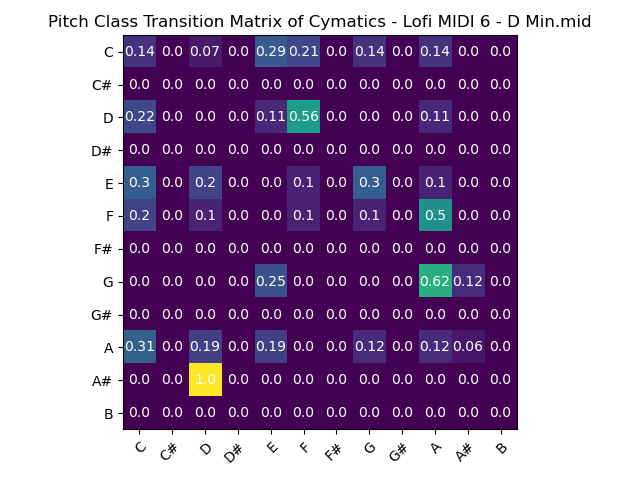 Pitch Class Transition Matrix of Cymatics - Lofi MIDI 6 - D Min.mid
C 0.14 0.0 0.07 0.0 0.29 0.21 0.0 0.14 0.0 0.14 0.0 0.0
C# 0.0 0.0 0.0 0.0 0.0 0.0 0.0 0.0 0.0 0.0 0.0 0.0
D 0.22 0.0 0.0 0.0 0.11 0.56 0.0 0.0 0.0 0.11 0.0 0.0
D# 0.0 0.0 0.0 0.0 0.0 0.0 0.0 0.0 0.0 0.0 0.0 0.0
E 0.3 0.0 0.2 0.0 0.0 0.1 0.0 0.3 0.0 0.1 0.0 0.0
F 0.2 0.0 0.1 0.0 0.0 0.1 0.0 0.1 0.0 0.5 0.0 0.0
F# 0.0 0.0 0.0 0.0 0.0 0.0 0.0 0.0 0.0 0.0 0.0 0.0
G 0.0 0.0 0.0 0.0 0.25 0.0 0.0 0.0 0.0 0.62 0.12 0.0
G# 0.0 0.0 0.0 0.0 0.0 0.0 0.0 0.0 0.0 0.0 0.0 0.0
A 0.31 0.0 0.19 0.0 0.19 0.0 0.0 0.12 0.0 0.12 0.06 0.0
A# 0.0 0.0 1.0 0.0 0.0 0.0 0.0 0.0 0.0 0.0 0.0 0.0
B 0.0 0.0 0.0 0.0 0.0 0.0 0.0 0.0 0.0 0.0 0.0 0.0
C C# D D# E F F# G G# A A# B